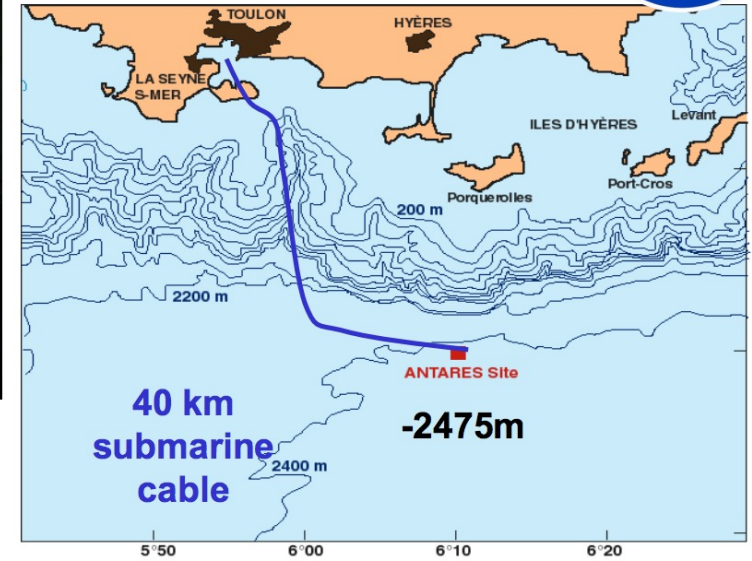 TOULON
HYÈRES
LA SEYNE
S-MER
Levant
ILES D'HYÈRES
Port-Cros
Porquerolles
200 m
2200 m
ANTARES Site
40 km
submarine
cable
-2475m
2400 m
5°50
6°00
6°10
6°20